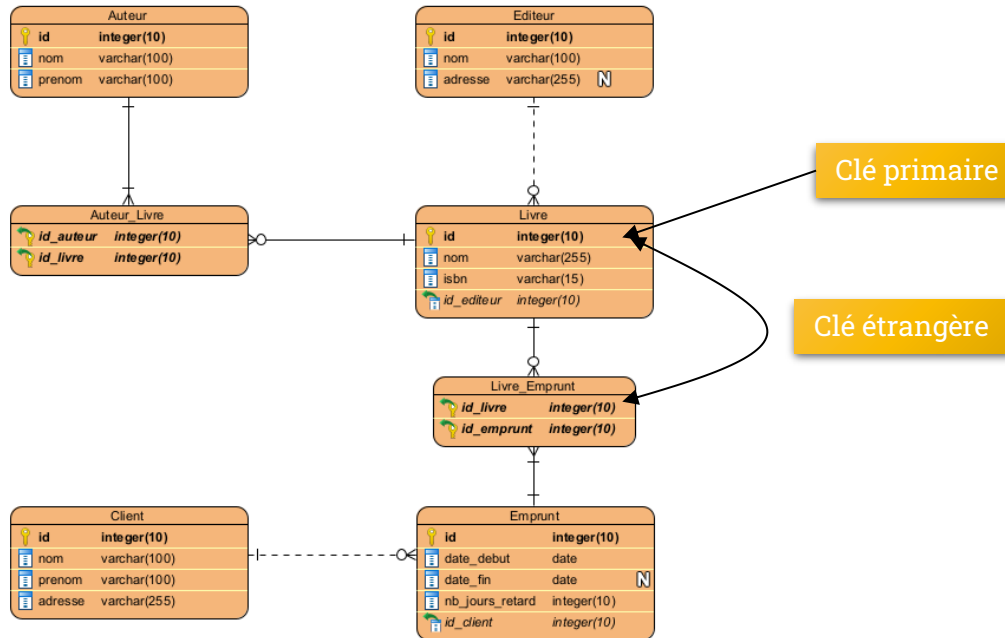 Auteur
id integer(10)
nom varchar(100)
prenom varchar(100)
Editeur
id integer(10)
nom varchar(100)
adresse varchar(255) N
Clé primaire
Auteur_Livre
id_auteur integer(10)
id_livre integer(10)
Livre
id integer(10)
nom varchar(255)
isbn varchar(15)
id_editeur integer(10)
Clé étrangère
Livre_Emprunt
id_livre integer(10)
id_emprunt integer(10)
Client
id integer(10)
nom varchar(100)
prenom varchar(100)
adresse varchar(255)
Emprunt
id integer(10)
date_debut date
date_fin date N
nb_jours_retard integer(10)
id_client integer(10)